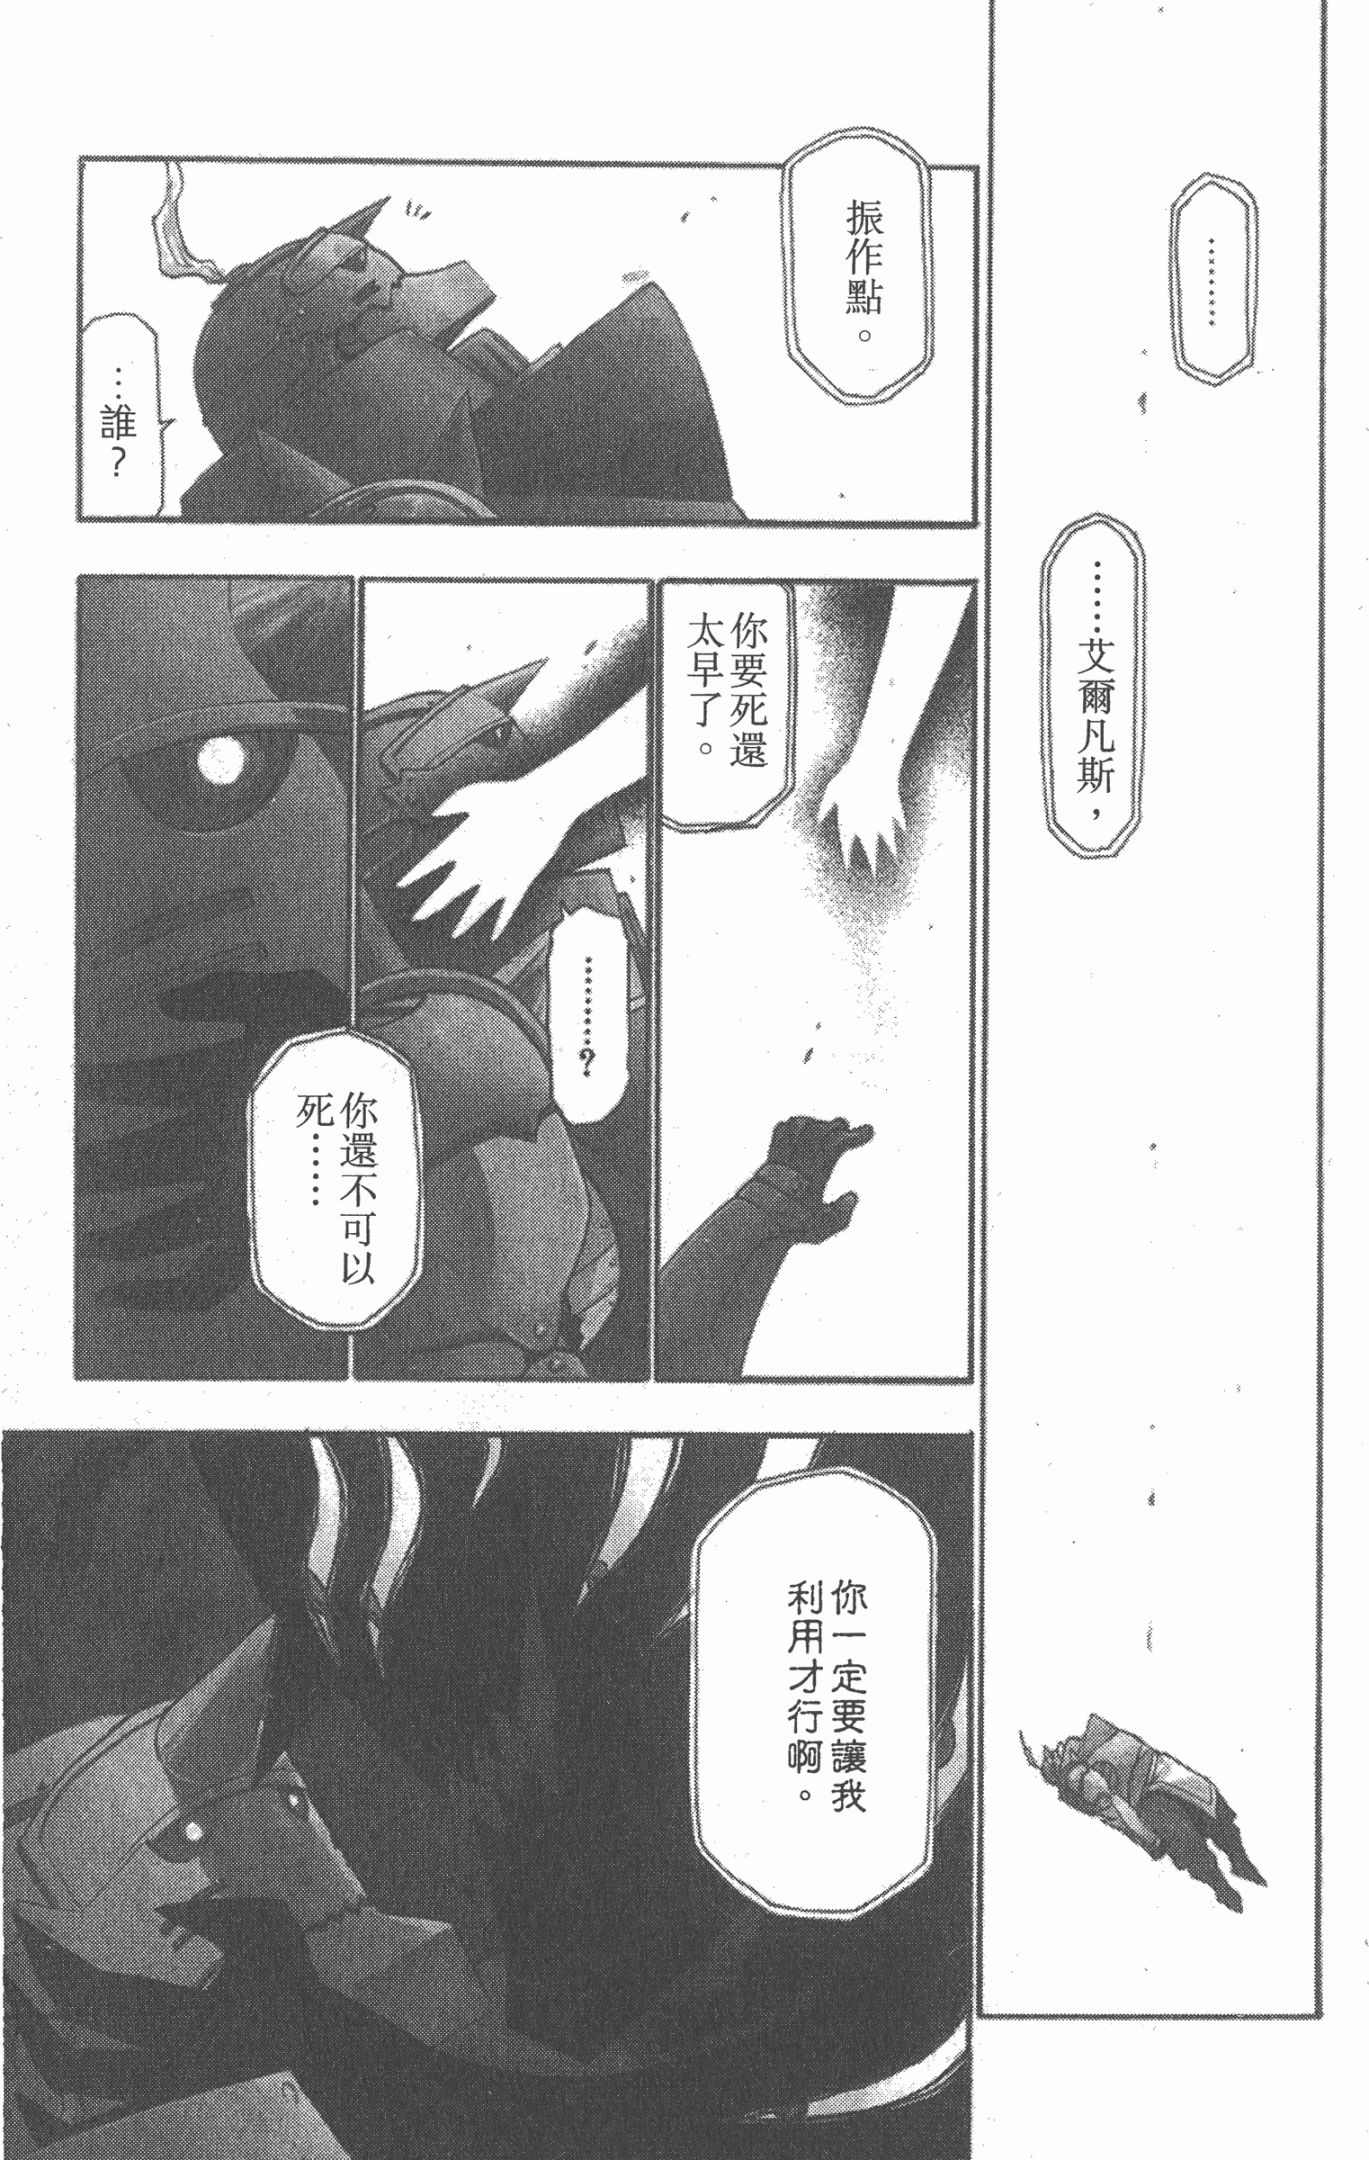 ………
……艾爾凡斯，
振作點。
…誰？
你要死還
太早了。
………？
你還不可以
死……
你一定要讓我
利用才行啊。